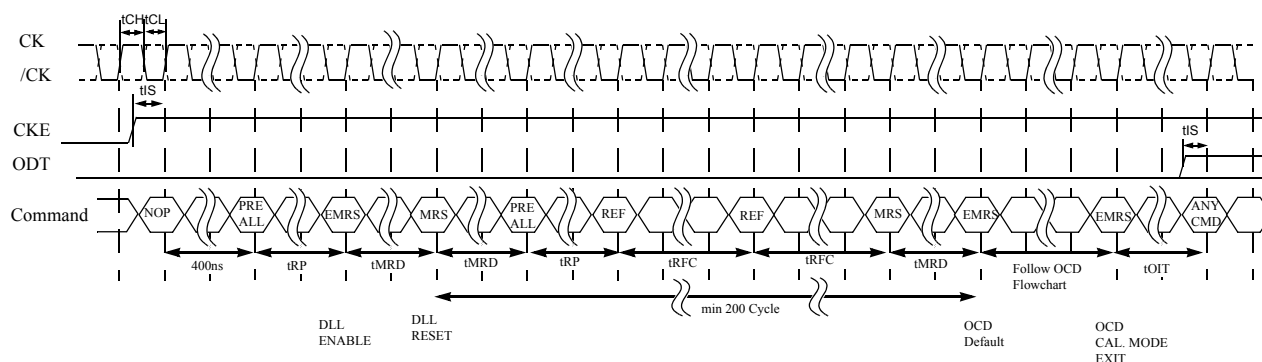 tCH tCL
CK
/CK
tIS
CKE
ODT
tIS
Command
NOP
PRE
ALL
EMRS
MRS
PRE
ALL
REF
REF
MRS
EMRS
EMRS
ANY
CMD
400ns
tRP
tMRD
tMRD
tRP
tRFC
tRFC
tMRD
Follow OCD
Flowchart
tOIT
min 200 Cycle
DLL
ENABLE
DLL
RESET
OCD
Default
OCD
CAL. MODE
EXIT